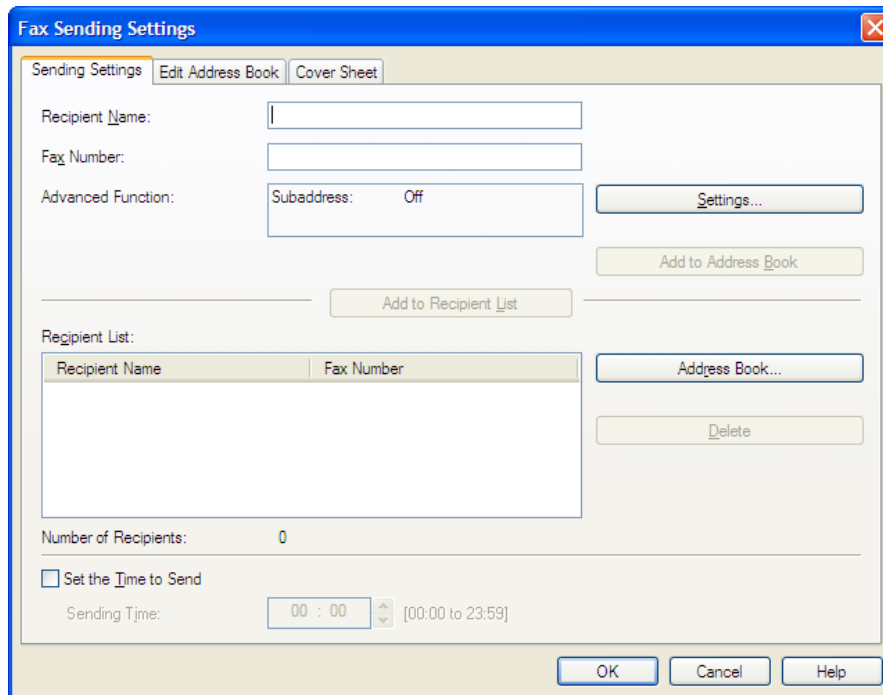 Fax Sending Settings
Sending Settings Edit Address Book Cover Sheet
Recipient Name:
Fax Number:
Advanced Function: Subaddress: Off Settings...
Add to Address Book
Add to Recipient List
Recipient List:
Recipient Name Fax Number Address Book...
Delete
Number of Recipients: 0
Set the Time to Send
Sending Time: 00 : 00 [00:00 to 23:59]
OK Cancel Help